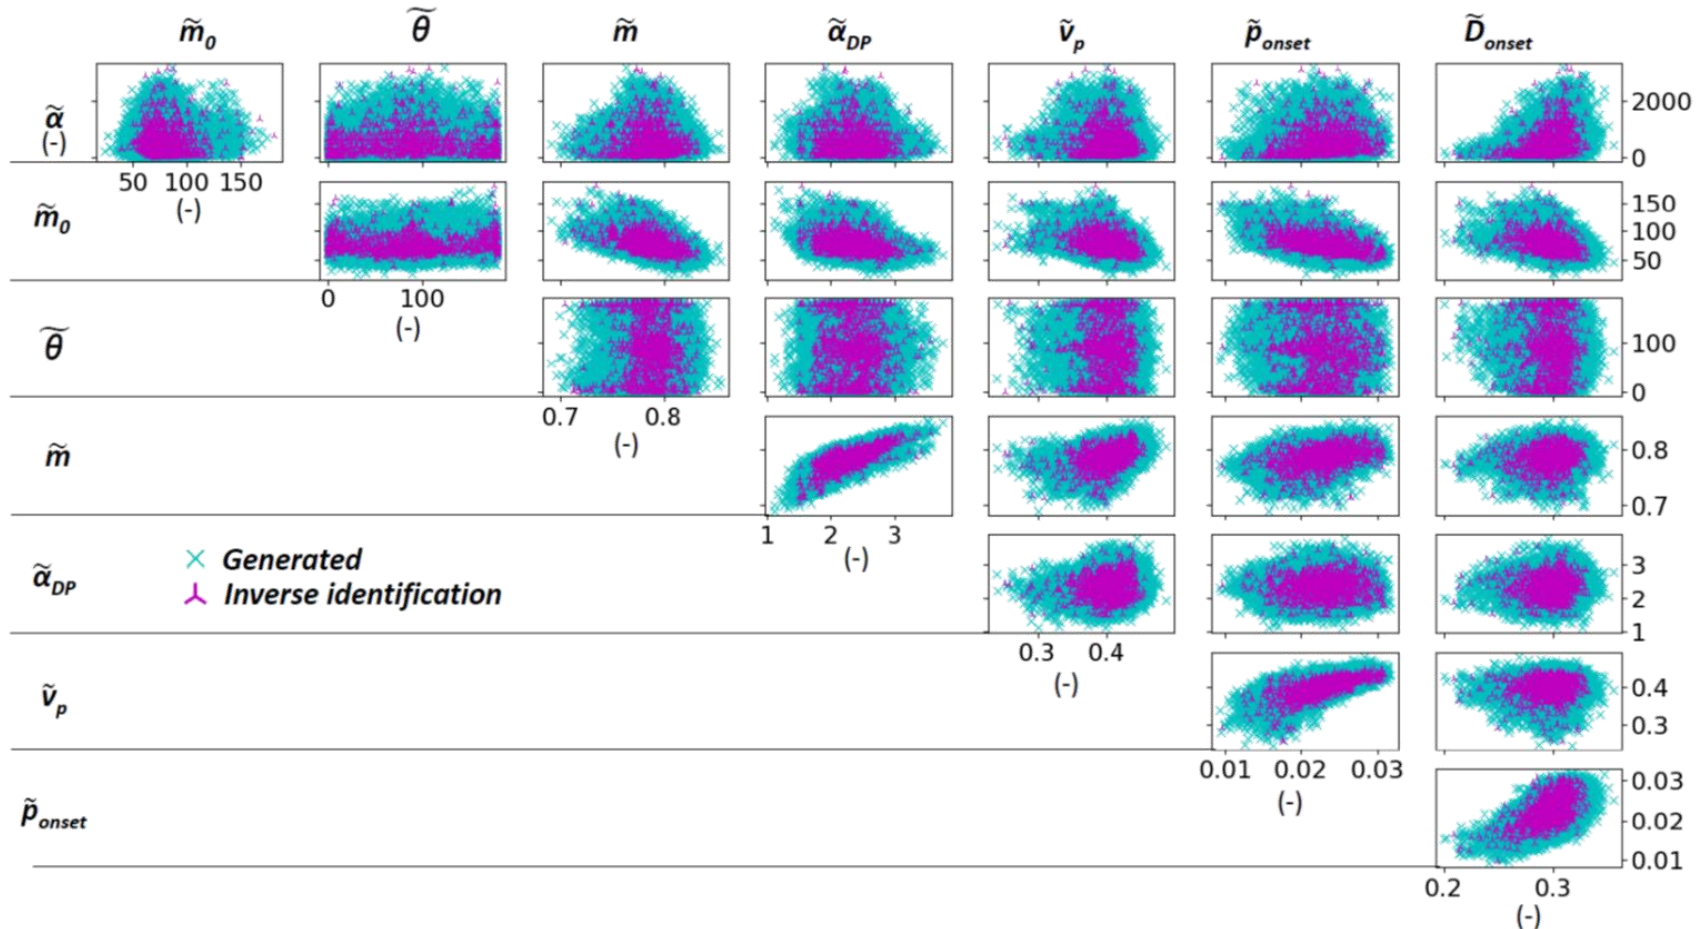 m̃₀ θ̃ m̃ α̃_DP ṽ_p p̃_onset D̃_onset
α̃
(-)
2000
0
50 100 150
(-)
m̃₀
150
100
50
0 100
(-)
θ̃
100
0
0.7 0.8
(-)
m̃
0.8
0.7
1 2 3
(-)
α̃_DP
Generated
Inverse identification
3
2
1
0.3 0.4
(-)
ṽ_p
0.4
0.3
0.01 0.02 0.03
(-)
p̃_onset
0.03
0.02
0.01
0.2 0.3
(-)